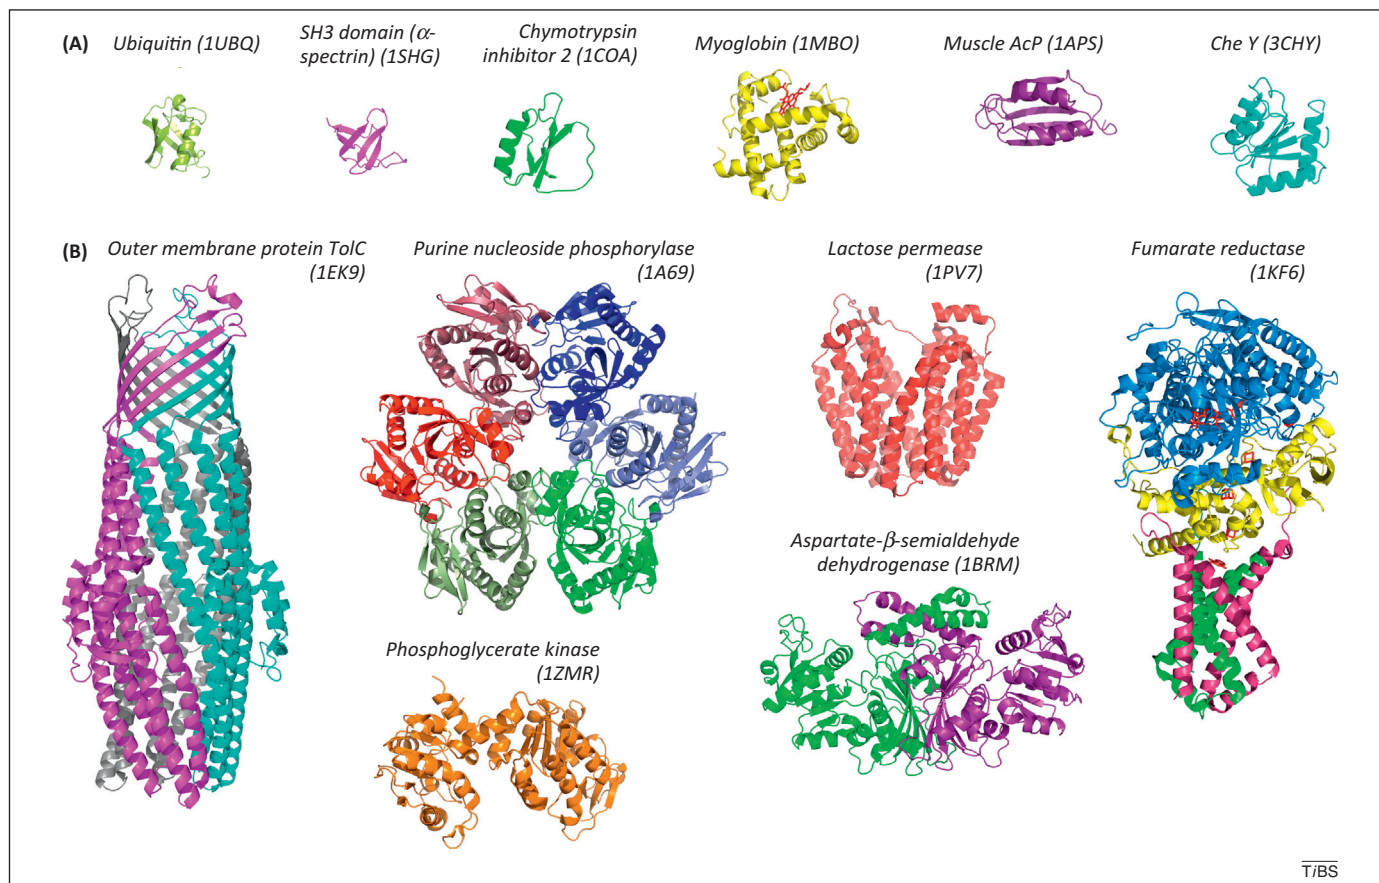 (A)
Ubiquitin (1UBQ)
SH3 domain (α-
spectrin) (1SHG)
Chymotrypsin
inhibitor 2 (1COA)
Myoglobin (1MBO)
Muscle AcP (1APS)
Che Y (3CHY)
(B)
Outer membrane protein TolC
(1EK9)
Purine nucleoside phosphorylase
(1A69)
Lactose permease
(1PV7)
Fumarate reductase
(1KF6)
Aspartate-β-semialdehyde
dehydrogenase (1BRM)
Phosphoglycerate kinase
(1ZMR)
TiBS